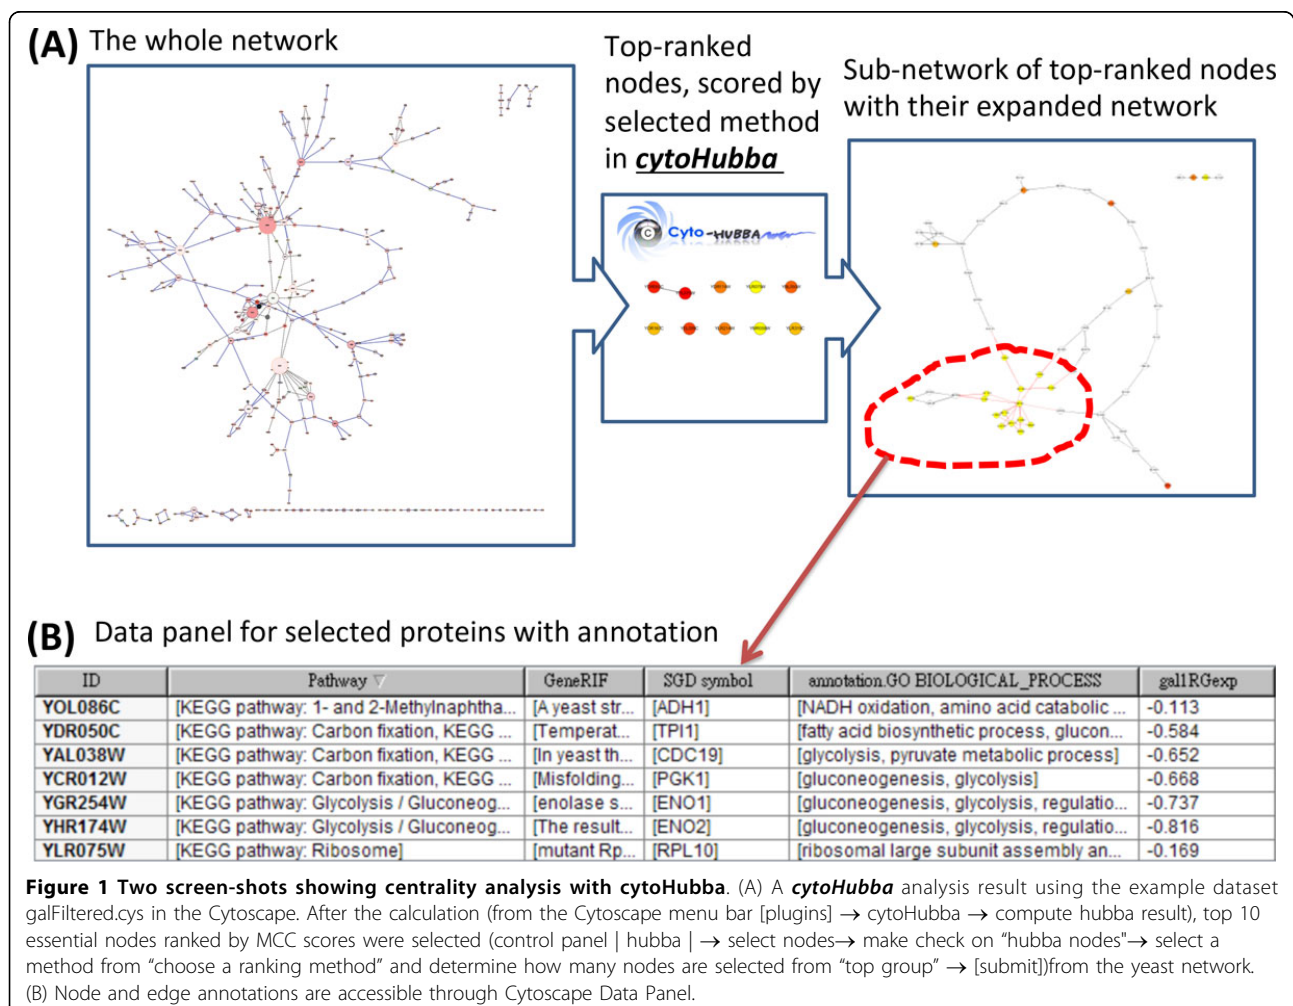 (A) The whole network
Top-ranked
nodes, scored by
selected method
in cytoHubba
Sub-network of top-ranked nodes
with their expanded network
Cyto-HUBBA
(B) Data panel for selected proteins with annotation
ID Pathway GeneRIF SGD symbol annotation.GO BIOLOGICAL_PROCESS gal1RGexp
YOL086C [KEGG pathway: 1- and 2-Methylnaphtha... [A yeast str... [ADH1] [NADH oxidation, amino acid catabolic ... -0.113
YDR050C [KEGG pathway: Carbon fixation, KEGG ... [Temperat... [TPI1] [fatty acid biosynthetic process, glucon... -0.584
YAL038W [KEGG pathway: Carbon fixation, KEGG ... [In yeast th... [CDC19] [glycolysis, pyruvate metabolic process] -0.652
YCR012W [KEGG pathway: Carbon fixation, KEGG ... [Misfolding... [PGK1] [gluconeogenesis, glycolysis] -0.668
YGR254W [KEGG pathway: Glycolysis / Gluconeog... [enolase s... [ENO1] [gluconeogenesis, glycolysis, regulatio... -0.737
YHR174W [KEGG pathway: Glycolysis / Gluconeog... [The result... [ENO2] [gluconeogenesis, glycolysis, regulatio... -0.816
YLR075W [KEGG pathway: Ribosome] [mutant Rp... [RPL10] [ribosomal large subunit assembly an... -0.169
Figure 1 Two screen-shots showing centrality analysis with cytoHubba. (A) A cytoHubba analysis result using the example dataset
galFiltered.cys in the Cytoscape. After the calculation (from the Cytoscape menu bar [plugins] → cytoHubba → compute hubba result), top 10
essential nodes ranked by MCC scores were selected (control panel | hubba | → select nodes→ make check on "hubba nodes"→ select a
method from "choose a ranking method" and determine how many nodes are selected from "top group" → [submit])from the yeast network.
(B) Node and edge annotations are accessible through Cytoscape Data Panel.